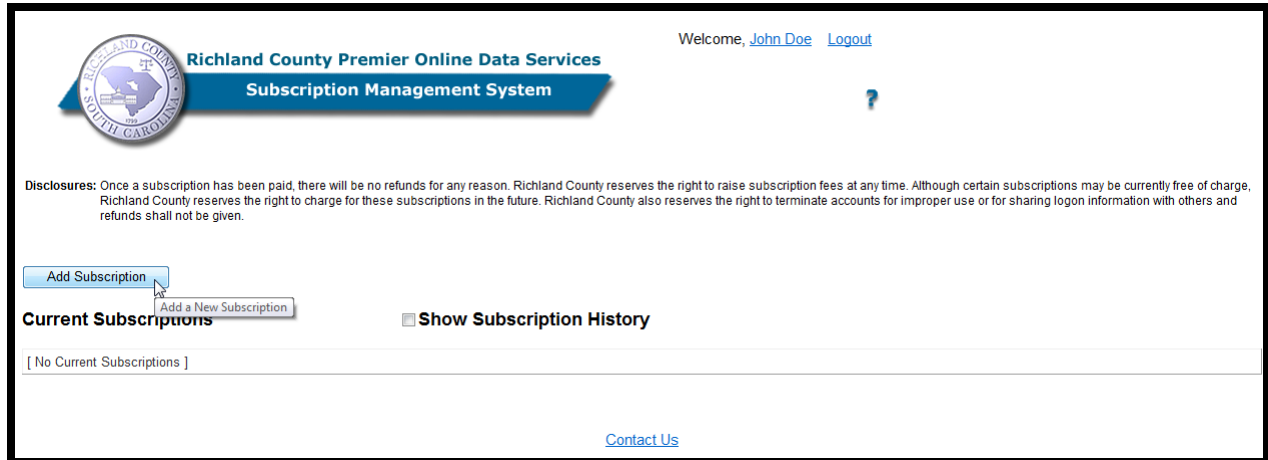 Welcome, John Doe Logout
RICHLAND COUNTY
SOUTH CAROLINA
1799
Richland County Premier Online Data Services
Subscription Management System
?
Disclosures: Once a subscription has been paid, there will be no refunds for any reason. Richland County reserves the right to raise subscription fees at any time. Although certain subscriptions may be currently free of charge,
Richland County reserves the right to charge for these subscriptions in the future. Richland County also reserves the right to terminate accounts for improper use or for sharing logon information with others and
refunds shall not be given.
Add Subscription
Add a New Subscription
Current Subscriptions
Show Subscription History
[ No Current Subscriptions ]
Contact Us